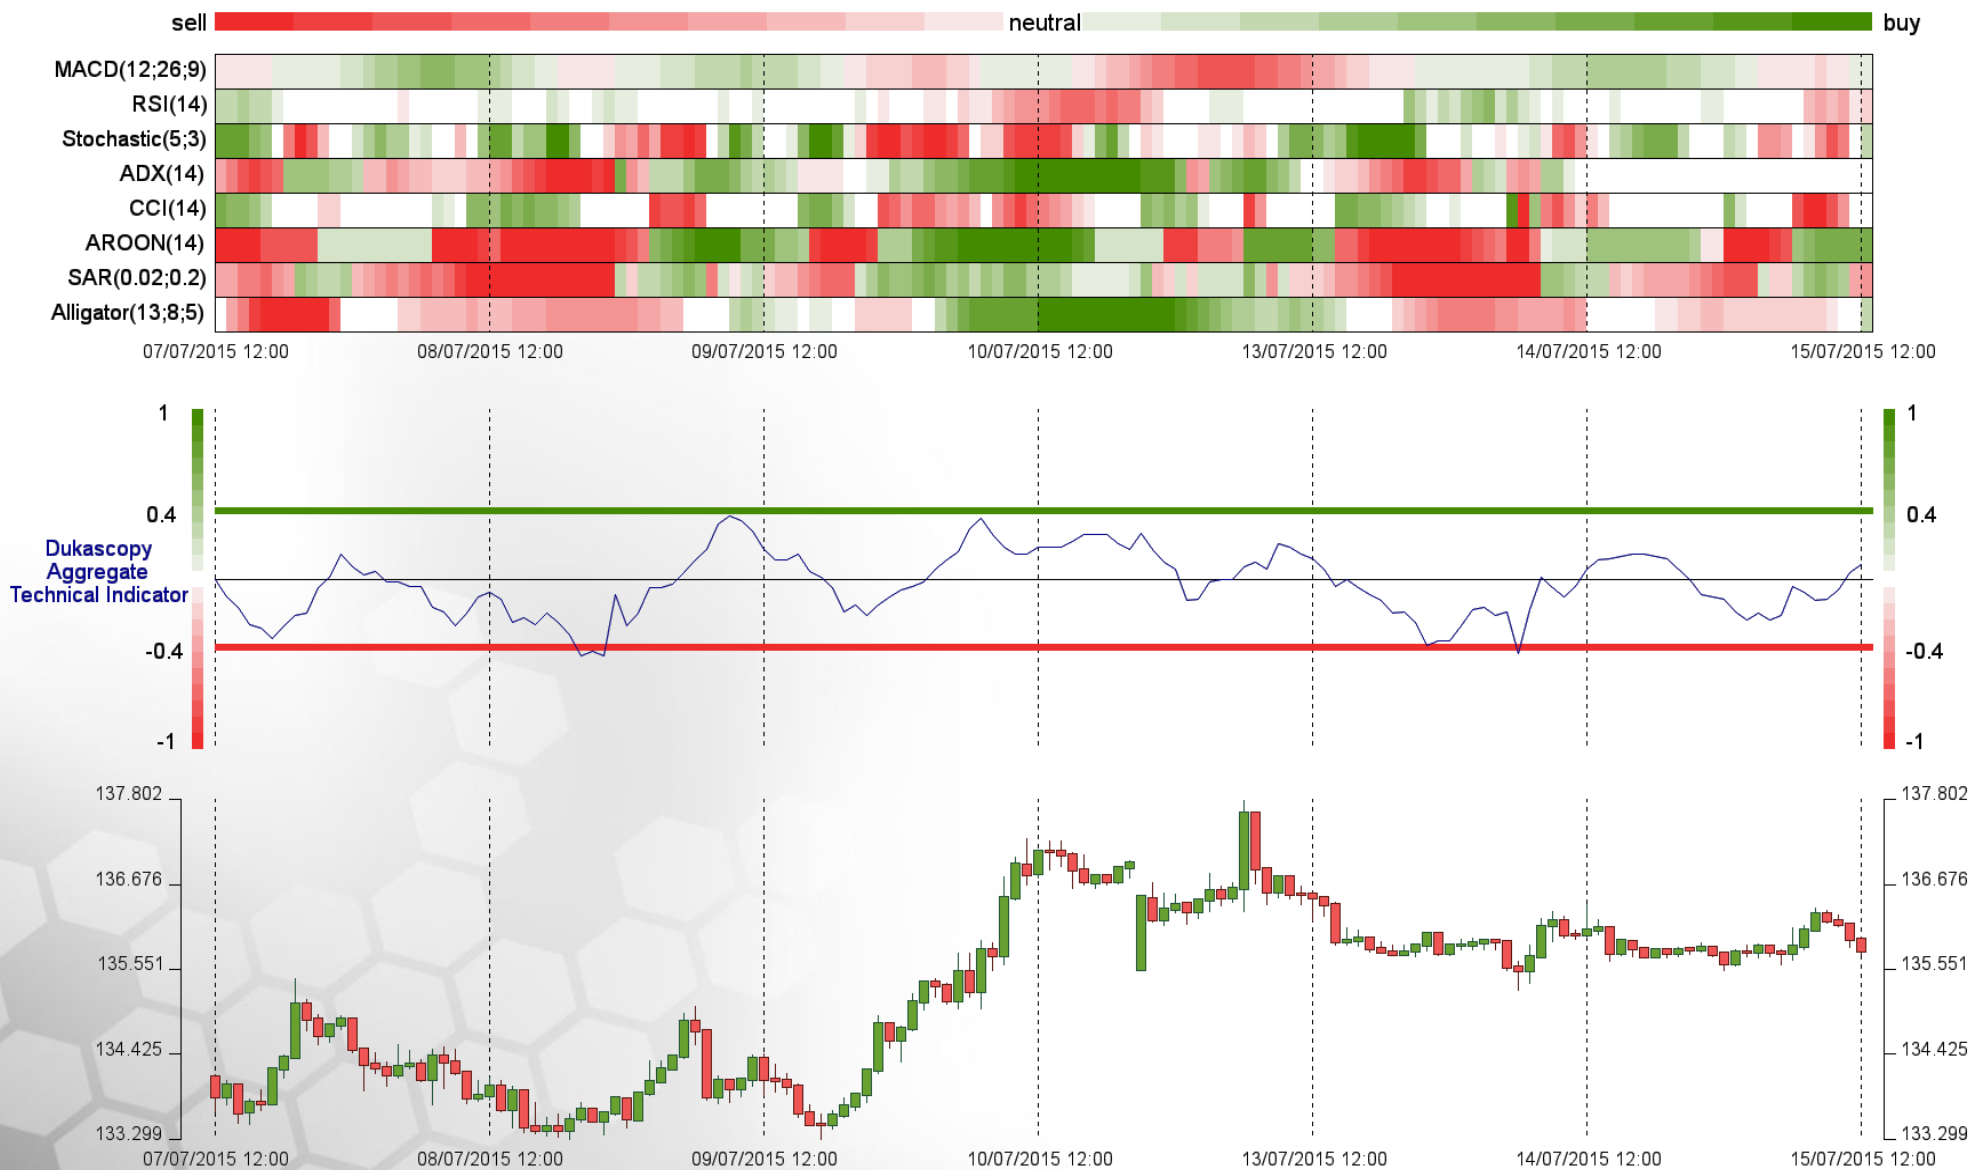 sell neutral buy
MACD(12;26;9)
RSI(14)
Stochastic(5;3)
ADX(14)
CCI(14)
AROON(14)
SAR(0.02;0.2)
Alligator(13;8;5)
07/07/2015 12:00 08/07/2015 12:00 09/07/2015 12:00 10/07/2015 12:00 13/07/2015 12:00 14/07/2015 12:00 15/07/2015 12:00
1 1
0.4 0.4
Dukascopy
Aggregate
Technical Indicator
-0.4 -0.4
-1 -1
137.802 137.802
136.676 136.676
135.551 135.551
134.425 134.425
133.299 133.299
07/07/2015 12:00 08/07/2015 12:00 09/07/2015 12:00 10/07/2015 12:00 13/07/2015 12:00 14/07/2015 12:00 15/07/2015 12:00